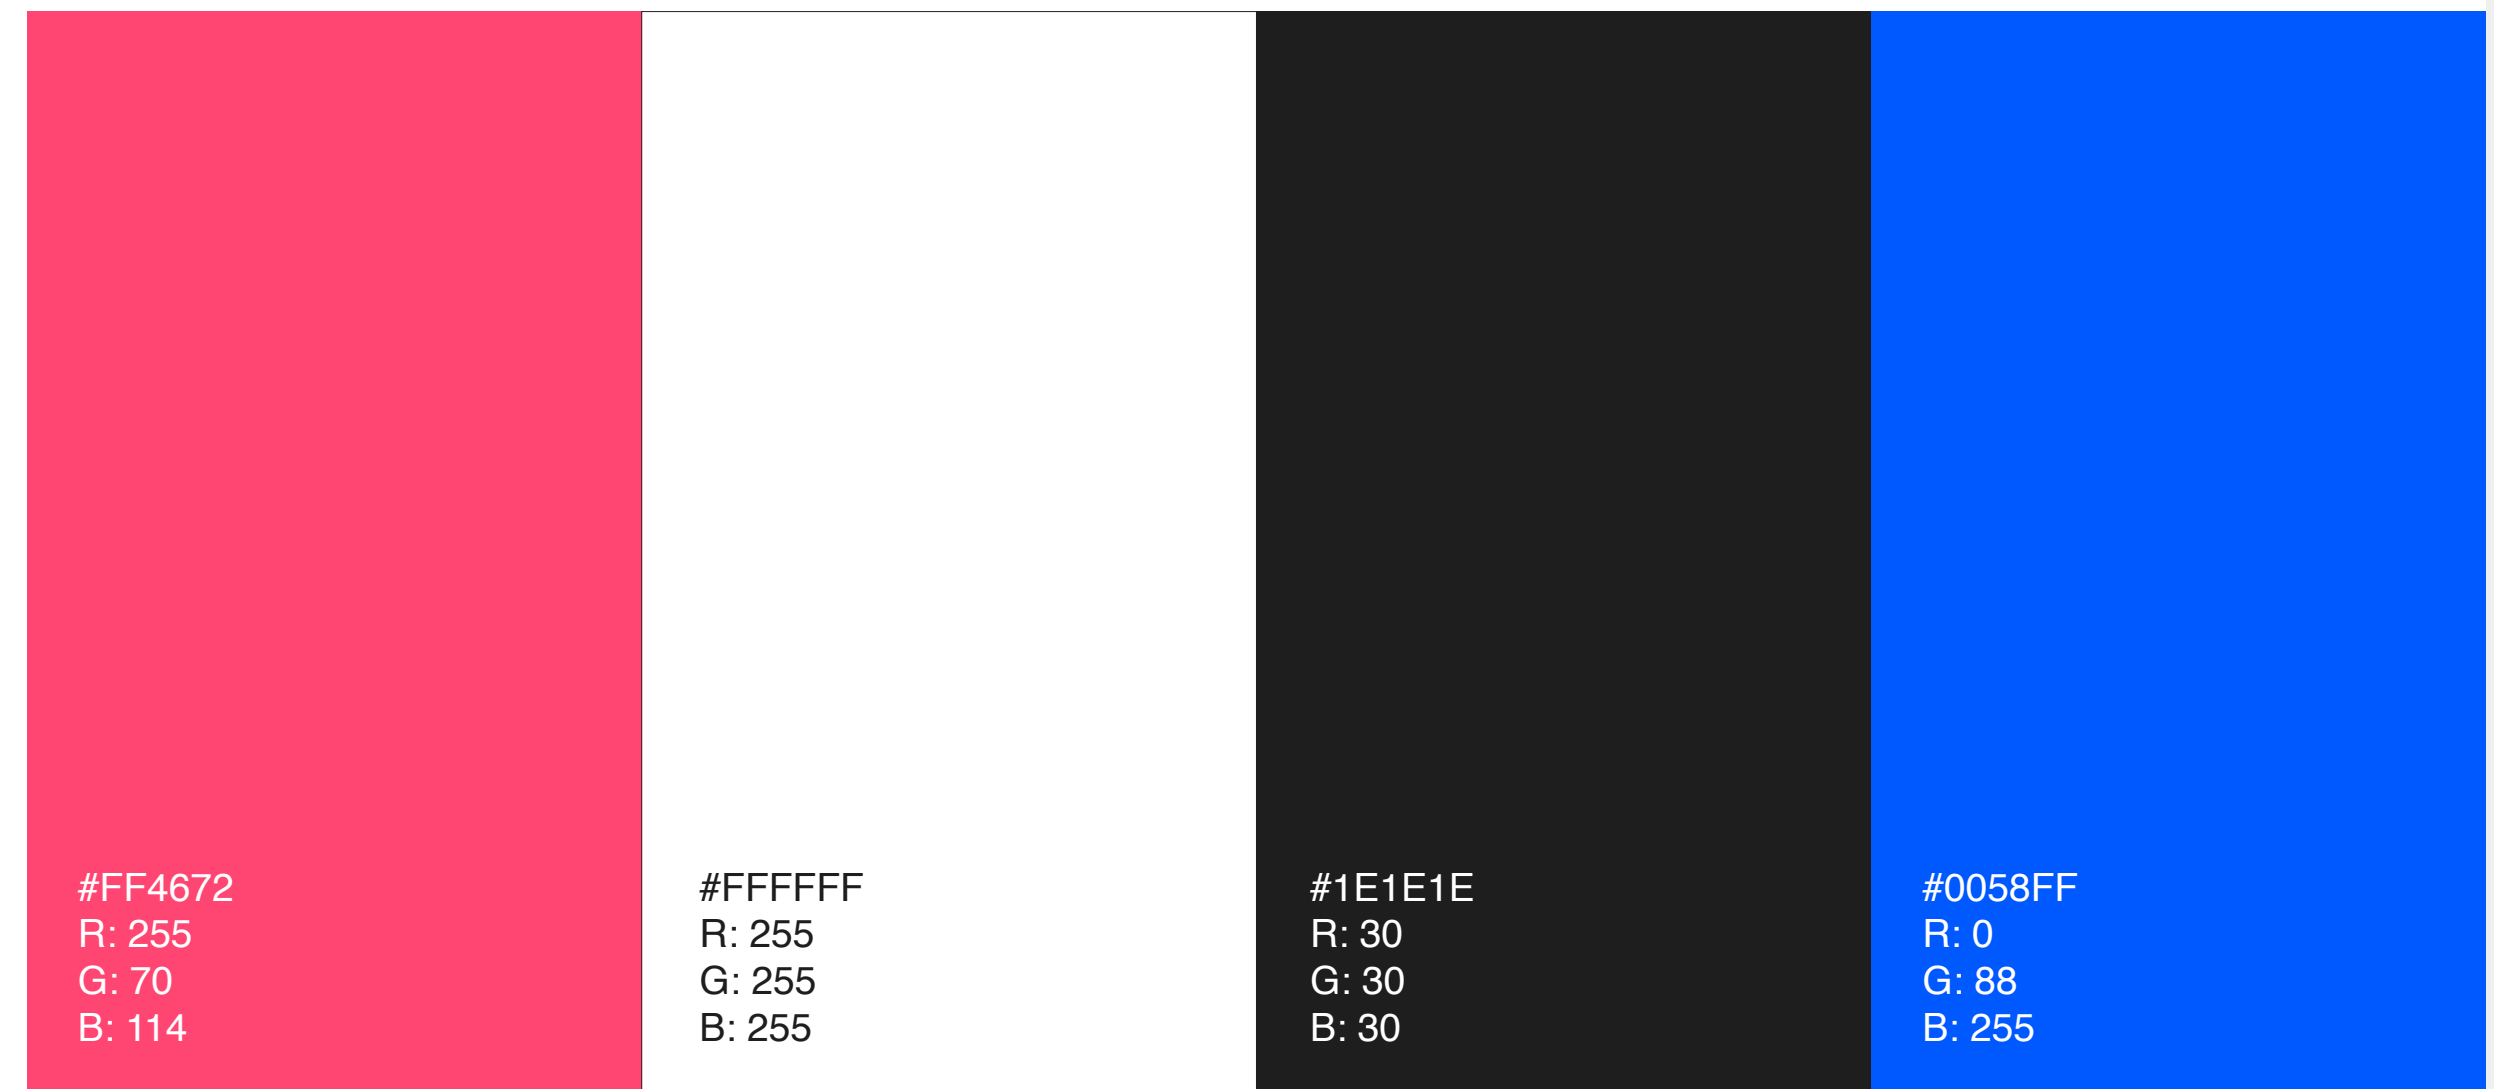 #FF4672
R: 255
G: 70
B: 114
#FFFFFF
R: 255
G: 255
B: 255
#1E1E1E
R: 30
G: 30
B: 30
#0058FF
R: 0
G: 88
B: 255